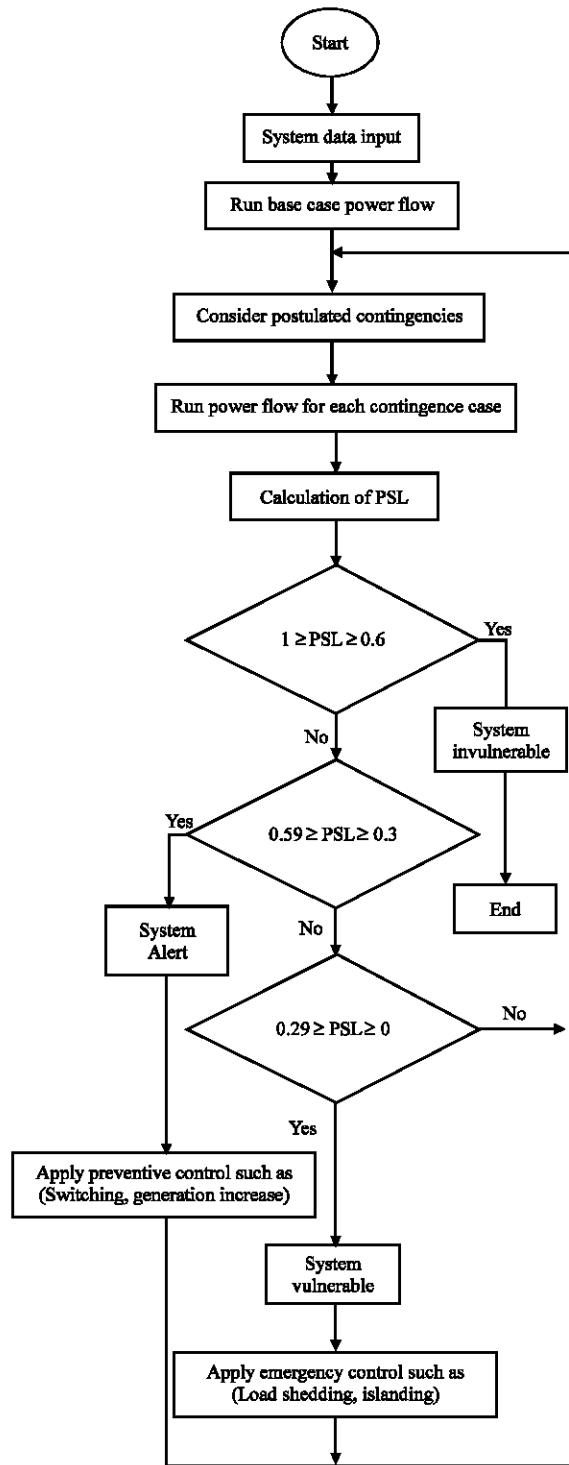 Start
System data input
Run base case power flow
Consider postulated contingencies
Run power flow for each contingence case
Calculation of PSL
1 ≥ PSL ≥ 0.6
Yes
No
System
invulnerable
End
0.59 ≥ PSL ≥ 0.3
Yes
No
System
Alert
0.29 ≥ PSL ≥ 0
No
Yes
Apply preventive control such as
(Switching, generation increase)
System
vulnerable
Apply emergency control such as
(Load shedding, islanding)